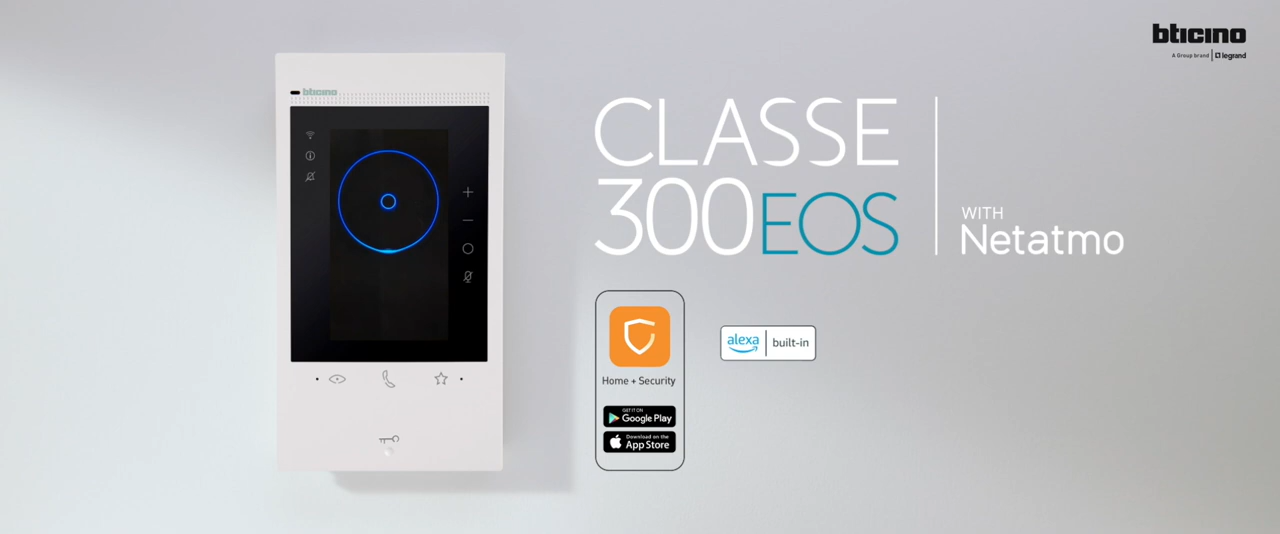 bticino
A Group brand legrand
bticino
CLASSE
300EOS
WITH
Netatmo
alexa built-in
Home + Security
GET IT ON
Google Play
Download on the
App Store